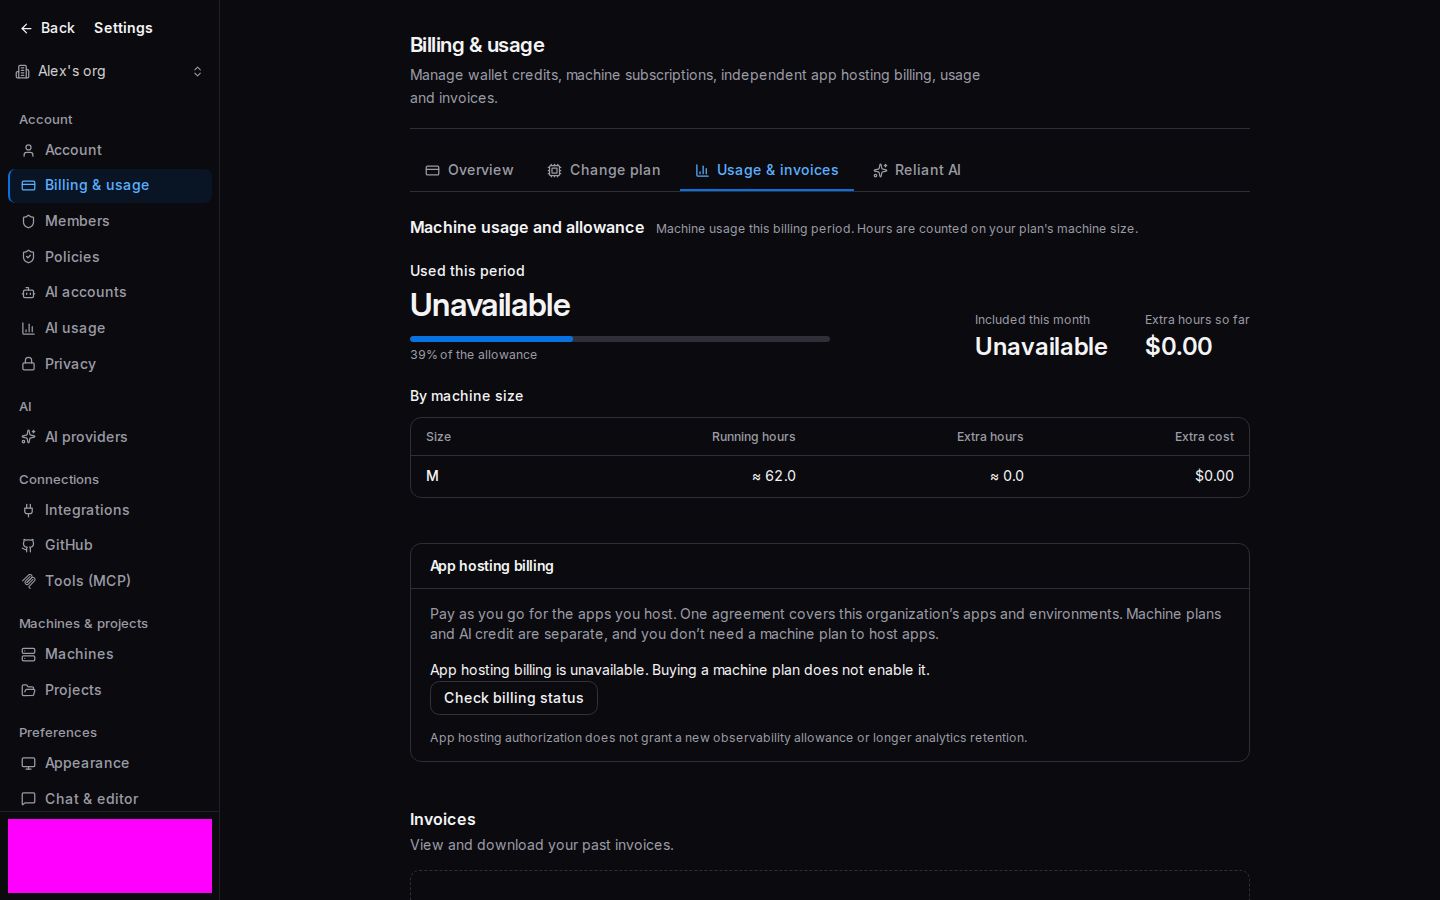 Back
Settings
Alex's org
Account
Account
Billing & usage
Members
Policies
AI accounts
AI usage
Privacy
AI
AI providers
Connections
Integrations
GitHub
Tools (MCP)
Machines & projects
Machines
Projects
Preferences
Appearance
Chat & editor
Billing & usage
Manage wallet credits, machine subscriptions, independent app hosting billing, usage
and invoices.
Overview
Change plan
Usage & invoices
Reliant AI
Machine usage and allowance
Machine usage this billing period. Hours are counted on your plan's machine size.
Used this period
Unavailable
39% of the allowance
Included this month
Unavailable
Extra hours so far
$0.00
By machine size
Size Running hours Extra hours Extra cost
M ≈ 62.0 ≈ 0.0 $0.00
App hosting billing
Pay as you go for the apps you host. One agreement covers this organization’s apps and environments. Machine plans
and AI credit are separate, and you don’t need a machine plan to host apps.
App hosting billing is unavailable. Buying a machine plan does not enable it.
Check billing status
App hosting authorization does not grant a new observability allowance or longer analytics retention.
Invoices
View and download your past invoices.